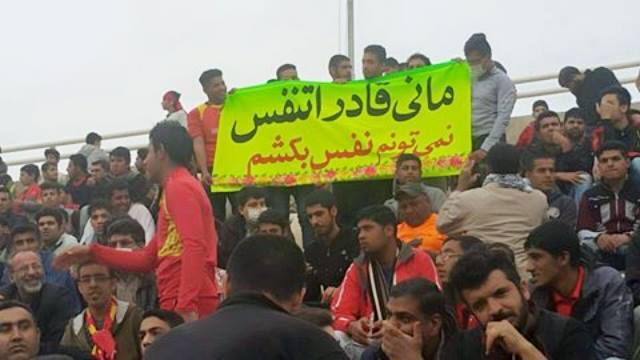 مانی قادر اتنفس
نمی تونم نفس بکشم